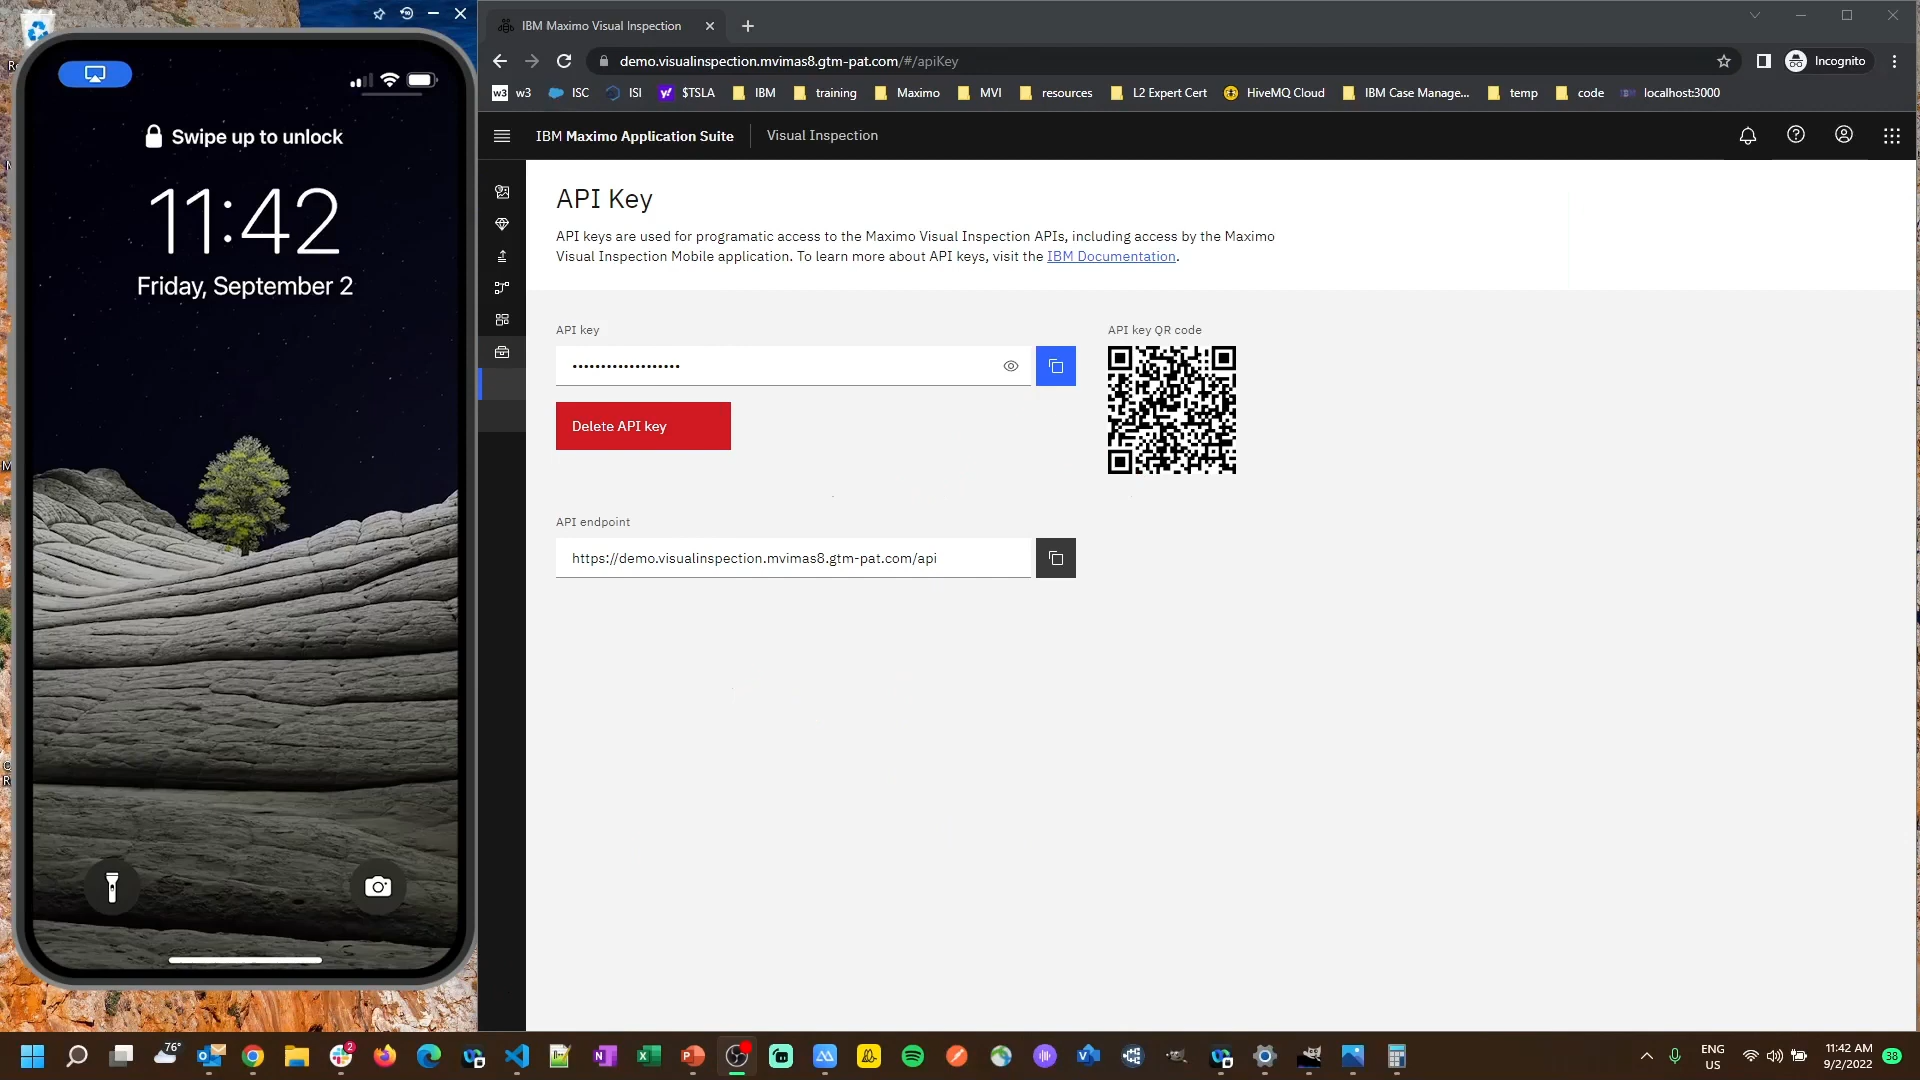 Swipe up to unlock
11:42
Friday, September 2
IBM Maximo Visual Inspection
demo.visualinspection.mvimas8.gtm-pat.com/#/apiKey
Incognito
w3 w3
ISC
ISI
$TSLA
IBM
training
Maximo
MVI
resources
L2 Expert Cert
HiveMQ Cloud
IBM Case Manage...
temp
code
localhost:3000
IBM Maximo Application Suite
Visual Inspection
API Key
API keys are used for programatic access to the Maximo Visual Inspection APIs, including access by the Maximo
Visual Inspection Mobile application. To learn more about API keys, visit the IBM Documentation.
API key
API key QR code
Delete API key
API endpoint
https://demo.visualinspection.mvimas8.gtm-pat.com/api
76°
2
ENG
US
11:42 AM
9/2/2022
38